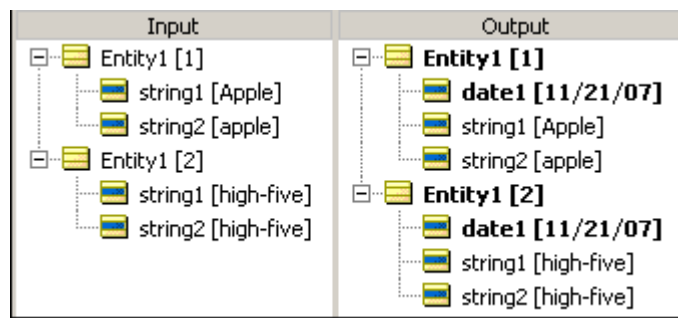 Input
Entity1 [1]
string1 [Apple]
string2 [apple]
Entity1 [2]
string1 [high-five]
string2 [high-five]
Output
Entity1 [1]
date1 [11/21/07]
string1 [Apple]
string2 [apple]
Entity1 [2]
date1 [11/21/07]
string1 [high-five]
string2 [high-five]